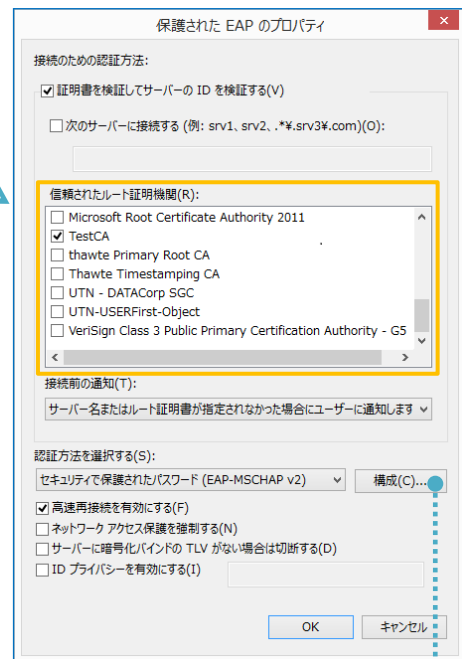 保護された EAP のプロパティ
接続のための認証方法:
証明書を検証してサーバーの ID を検証する(V)
次のサーバーに接続する (例: srv1、srv2、.*¥.srv3¥.com)(O):
信頼されたルート証明機関(R):
Microsoft Root Certificate Authority 2011
TestCA
thawte Primary Root CA
Thawte Timestamping CA
UTN - DATACorp SGC
UTN-USERFirst-Object
VeriSign Class 3 Public Primary Certification Authority - G5
接続前の通知(T):
サーバー名またはルート証明書が指定されなかった場合にユーザーに通知します
認証方法を選択する(S):
セキュリティで保護されたパスワード (EAP-MSCHAP v2)
構成(C)...
高速再接続を有効にする(F)
ネットワーク アクセス保護を強制する(N)
サーバーに暗号化バインドの TLV がない場合は切断する(D)
ID プライバシーを有効にする(I)
OK
キャンセル